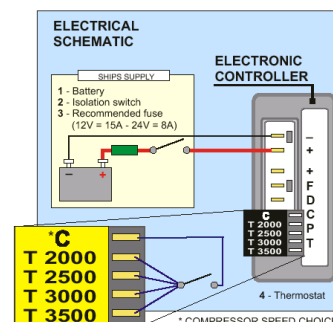 ELECTRICAL
SCHEMATIC
SHIPS SUPPLY
1 - Battery
2 - Isolation switch
3 - Recommended fuse
(12V = 15A - 24V = 8A)
ELECTRONIC
CONTROLLER
– +
–
+
+
F
D
C
P
T
C
T 2000
T 2500
T 3000
T 3500
*C
T 2000
T 2500
T 3000
T 3500
4 - Thermostat
* COMPRESSOR SPEED CHOICE